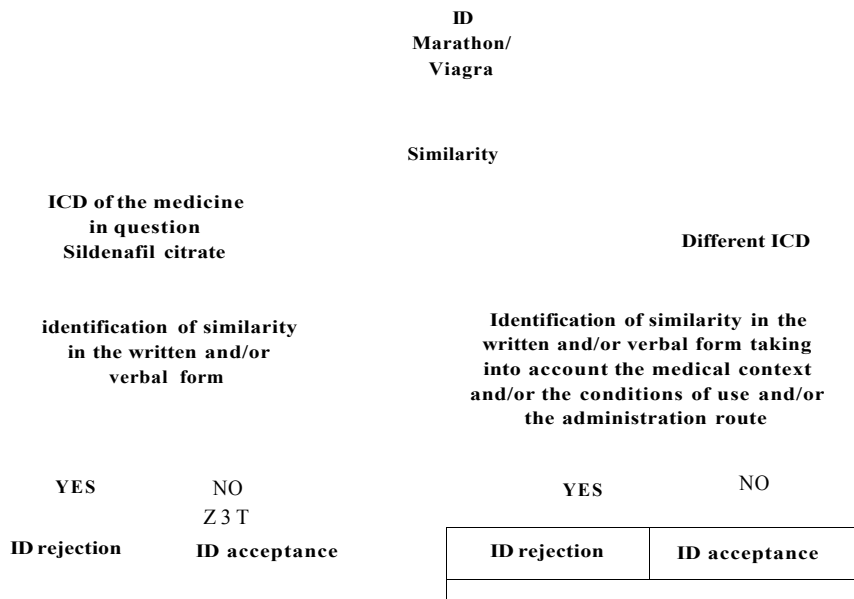 ID
Marathon/
Viagra
Similarity
ICD of the medicine
in question
Sildenafil citrate
Different ICD
identification of similarity
in the written and/or
verbal form
Identification of similarity in the
written and/or verbal form taking
into account the medical context
and/or the conditions of use and/or
the administration route
YES
NO
Z3T
YES
NO
ID rejection
ID acceptance
ID rejection
ID acceptance